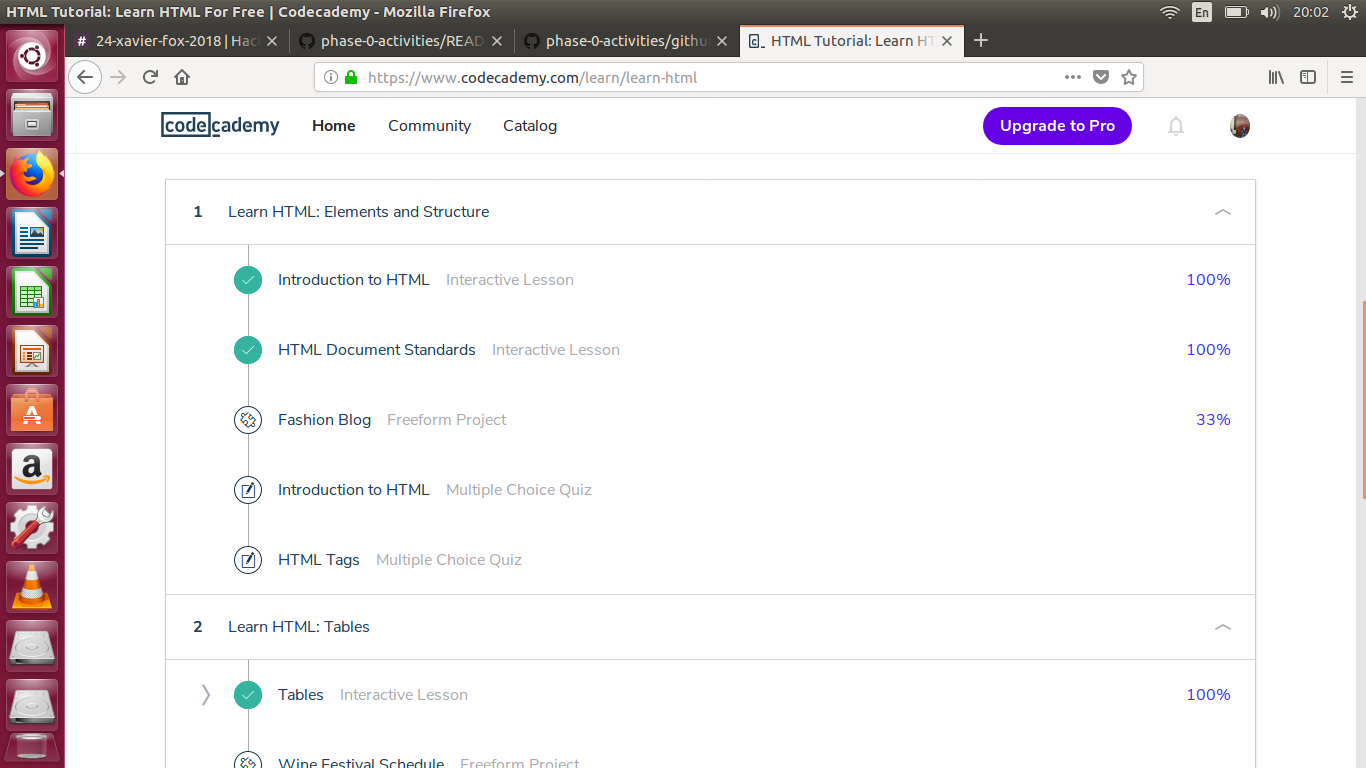 HTML Tutorial: Learn HTML For Free | Codecademy - Mozilla Firefox
En
20:02
# 24-xavier-fox-2018 | Hac
phase-0-activities/READ
phase-0-activities/githu
HTML Tutorial: Learn HT
https://www.codecademy.com/learn/learn-html
codecademy
Home
Community
Catalog
Upgrade to Pro
1 Learn HTML: Elements and Structure
Introduction to HTML Interactive Lesson 100%
HTML Document Standards Interactive Lesson 100%
Fashion Blog Freeform Project 33%
Introduction to HTML Multiple Choice Quiz
HTML Tags Multiple Choice Quiz
2 Learn HTML: Tables
Tables Interactive Lesson 100%
Wine Festival Schedule Freeform Project